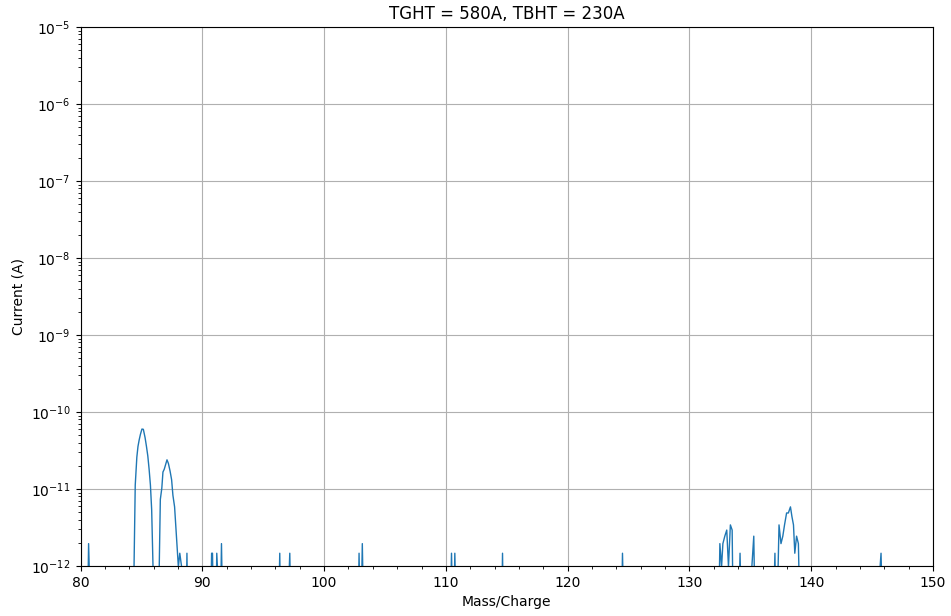 TGHT = 580A, TBHT = 230A
10⁻⁵
10⁻⁶
10⁻⁷
10⁻⁸
10⁻⁹
10⁻¹⁰
10⁻¹¹
10⁻¹²
Current (A)
80 90 100 110 120 130 140 150
Mass/Charge